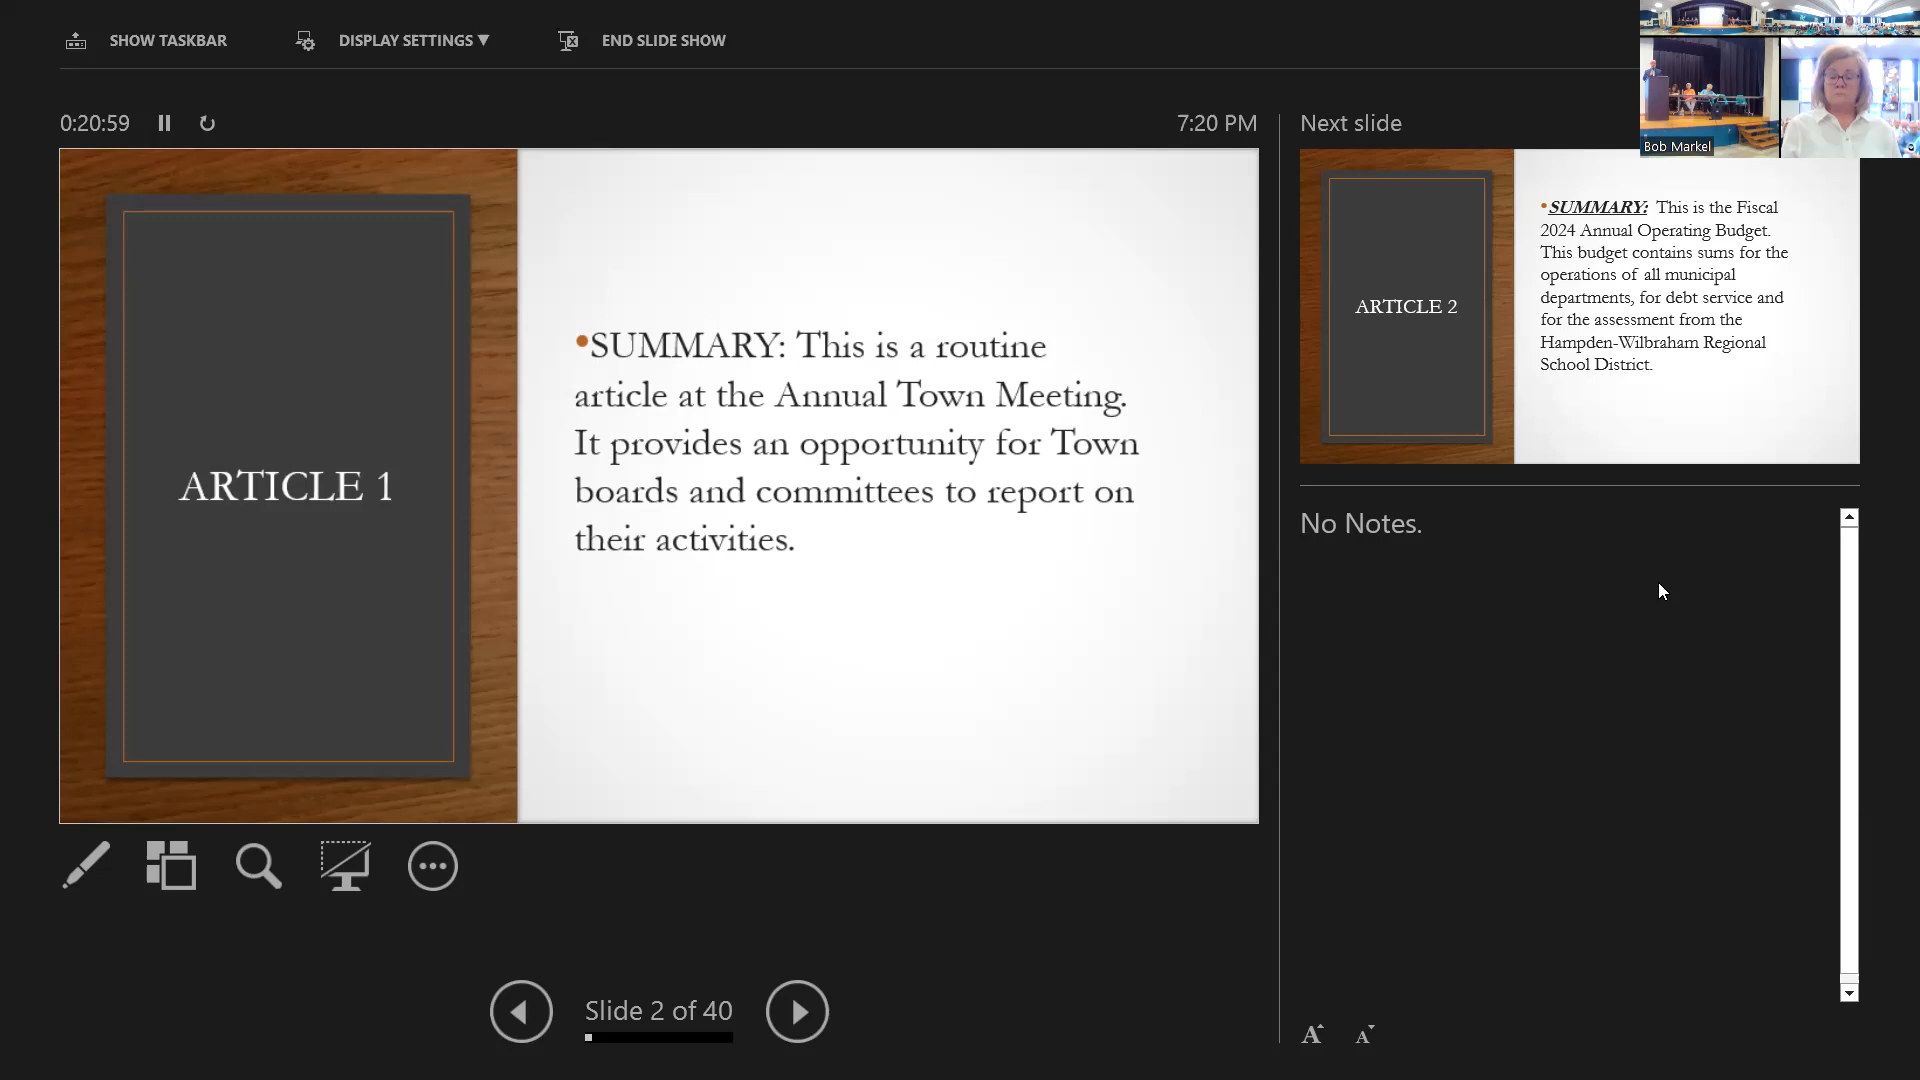 SHOW TASKBAR
DISPLAY SETTINGS ▼
END SLIDE SHOW
Bob Markel
0:20:59
7:20 PM
Next slide
ARTICLE 1
•SUMMARY: This is a routine
article at the Annual Town Meeting.
It provides an opportunity for Town
boards and committees to report on
their activities.
ARTICLE 2
•SUMMARY: This is the Fiscal
2024 Annual Operating Budget.
This budget contains sums for the
operations of all municipal
departments, for debt service and
for the assessment from the
Hampden-Wilbraham Regional
School District.
No Notes.
Slide 2 of 40
A A